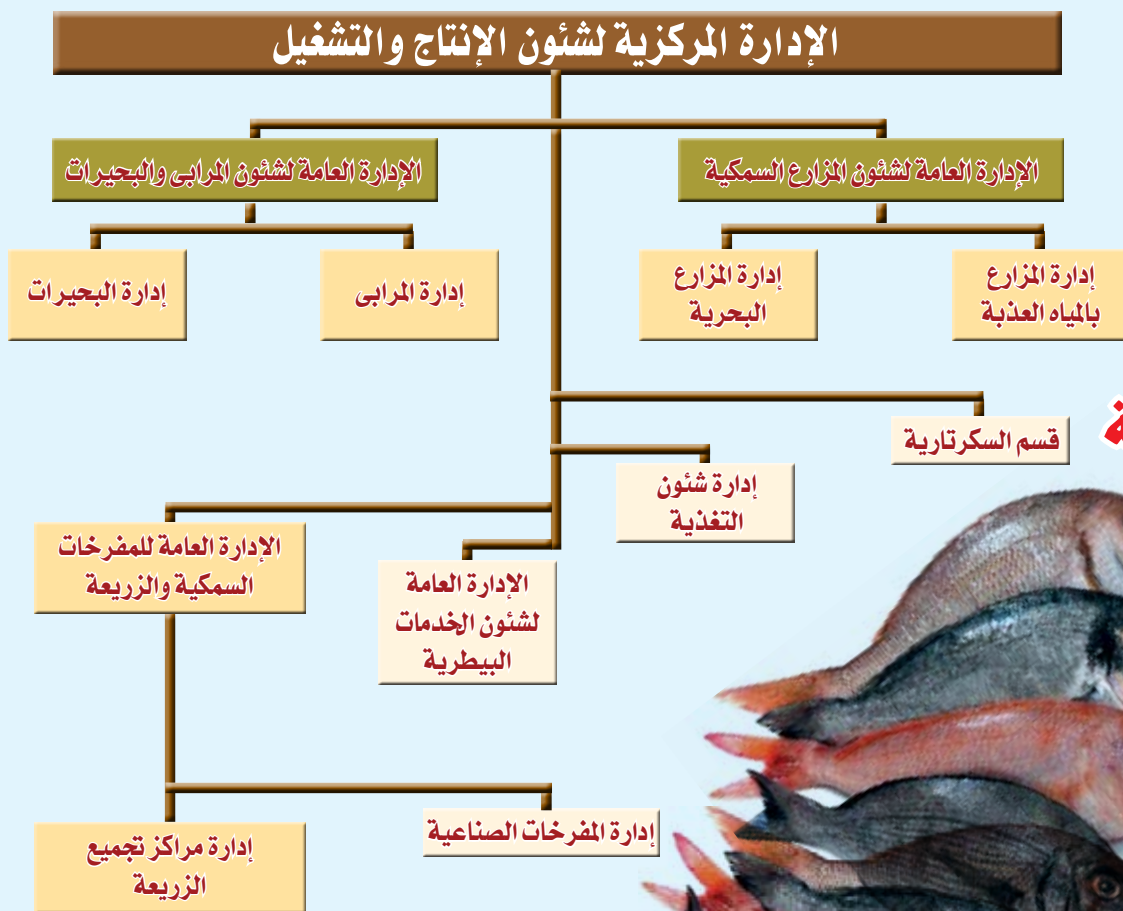 الإدارة المركزية لشئون الإنتاج والتشغيل
الإدارة العامة لشئون المزارع السمكية
الإدارة العامة لشئون المرابى والبحيرات
إدارة المزارع
بالمياه العذبة
إدارة المزارع
البحرية
إدارة المرابى
إدارة البحيرات
قسم السكرتارية
إدارة شئون
التغذية
الإدارة العامة
لشئون الخدمات
البيطرية
الإدارة العامة للمفرخات
السمكية والزريعة
إدارة المفرخات الصناعية
إدارة مراكز تجميع
الزريعة